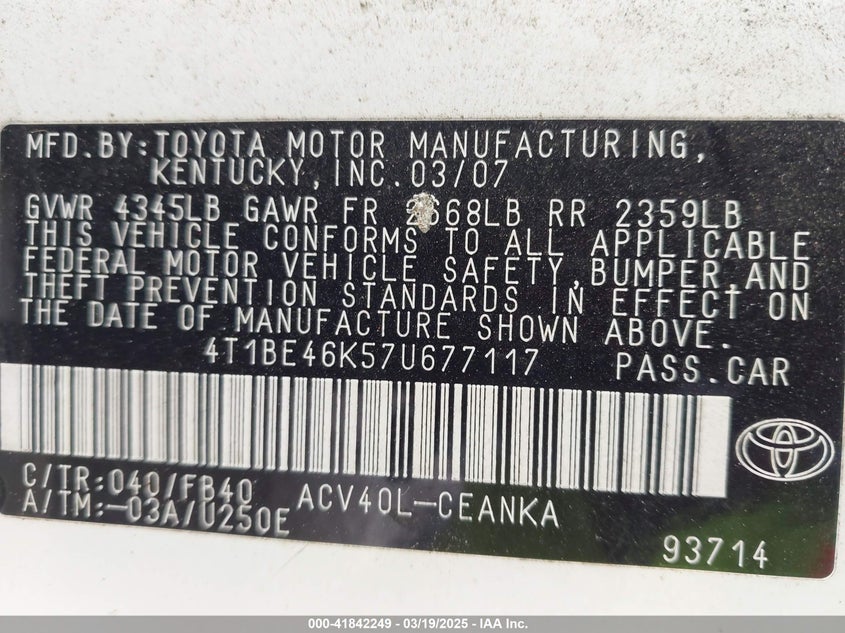 MFD.BY:TOYOTA MOTOR MANUFACTURING,
KENTUCKY,INC.03/07
GVWR 4345LB GAWR FR 2668LB RR 2359LB
THIS VEHICLE CONFORMS TO ALL APPLICABLE
FEDERAL MOTOR VEHICLE SAFETY,BUMPER,AND
THEFT PREVENTION STANDARDS IN EFFECT ON
THE DATE OF MANUFACTURE SHOWN ABOVE.
4T1BE46K57U677117 PASS.CAR
C/TR:040/FB40 ACV40L-CEANKA
A/TM:-03A/U250E
93714
000-41842249 - 03/19/2025 - IAA Inc.